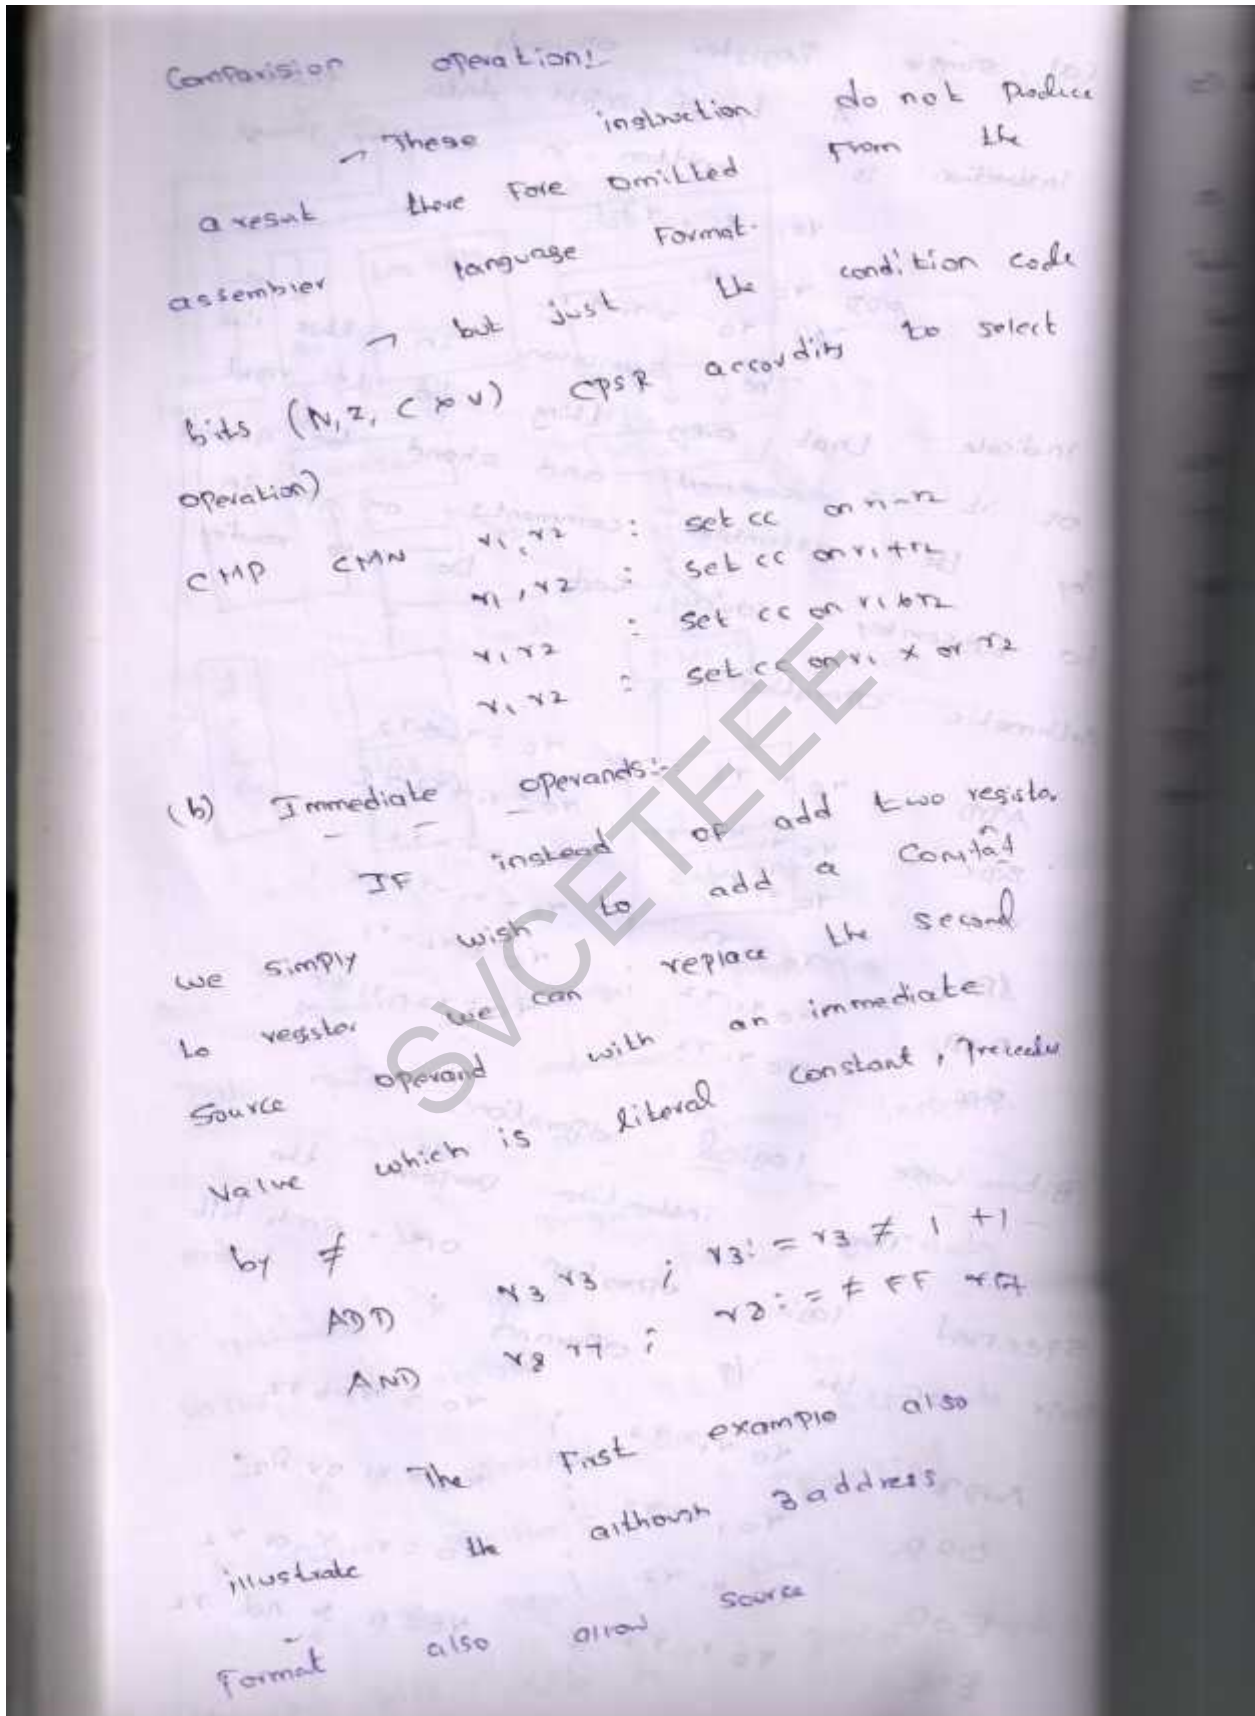 Comparision operation:
These instruction do not produce
a result there fore omitted from the
assembler language Format.
but just the condition code
bits (N, Z, C & V) CPSR according to select
operation)
CMP CMN r1, r2 : set cc on r1-r2
r1, r2 : set cc on r1+r2
r1 r2 : set cc on r1 & r2
r1 r2 : set cc on r1 x or r2
(b) Immediate operands:-
IF instead of add two register
we simply wish to add a Constat
to register we can replace the second
Source operand with an immediate
value which is literal constant,
by ≠
ADD : r3 r3 ; r3: = r3 ≠ 1 +1
AND r8 r7 ; r8: = ≠ FF
The First example also
illustrate the although 3 address
Format also allow source
SVCETEEE